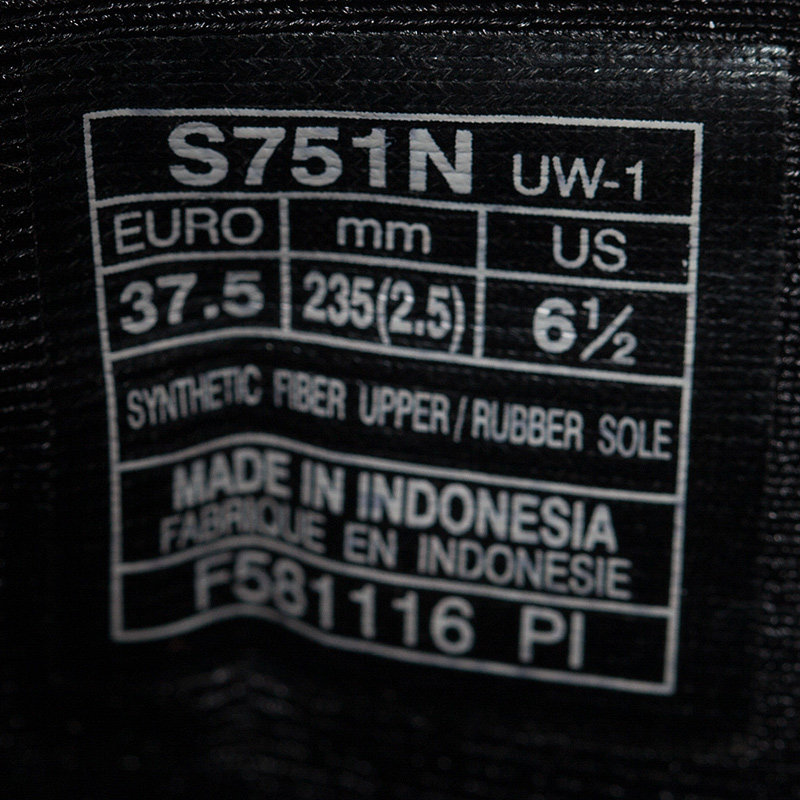 S751N UW-1
EURO mm US
37.5 235(2.5) 6½
SYNTHETIC FIBER UPPER/RUBBER SOLE
MADE IN INDONESIA
FABRIQUE EN INDONESIE
F581116 PI